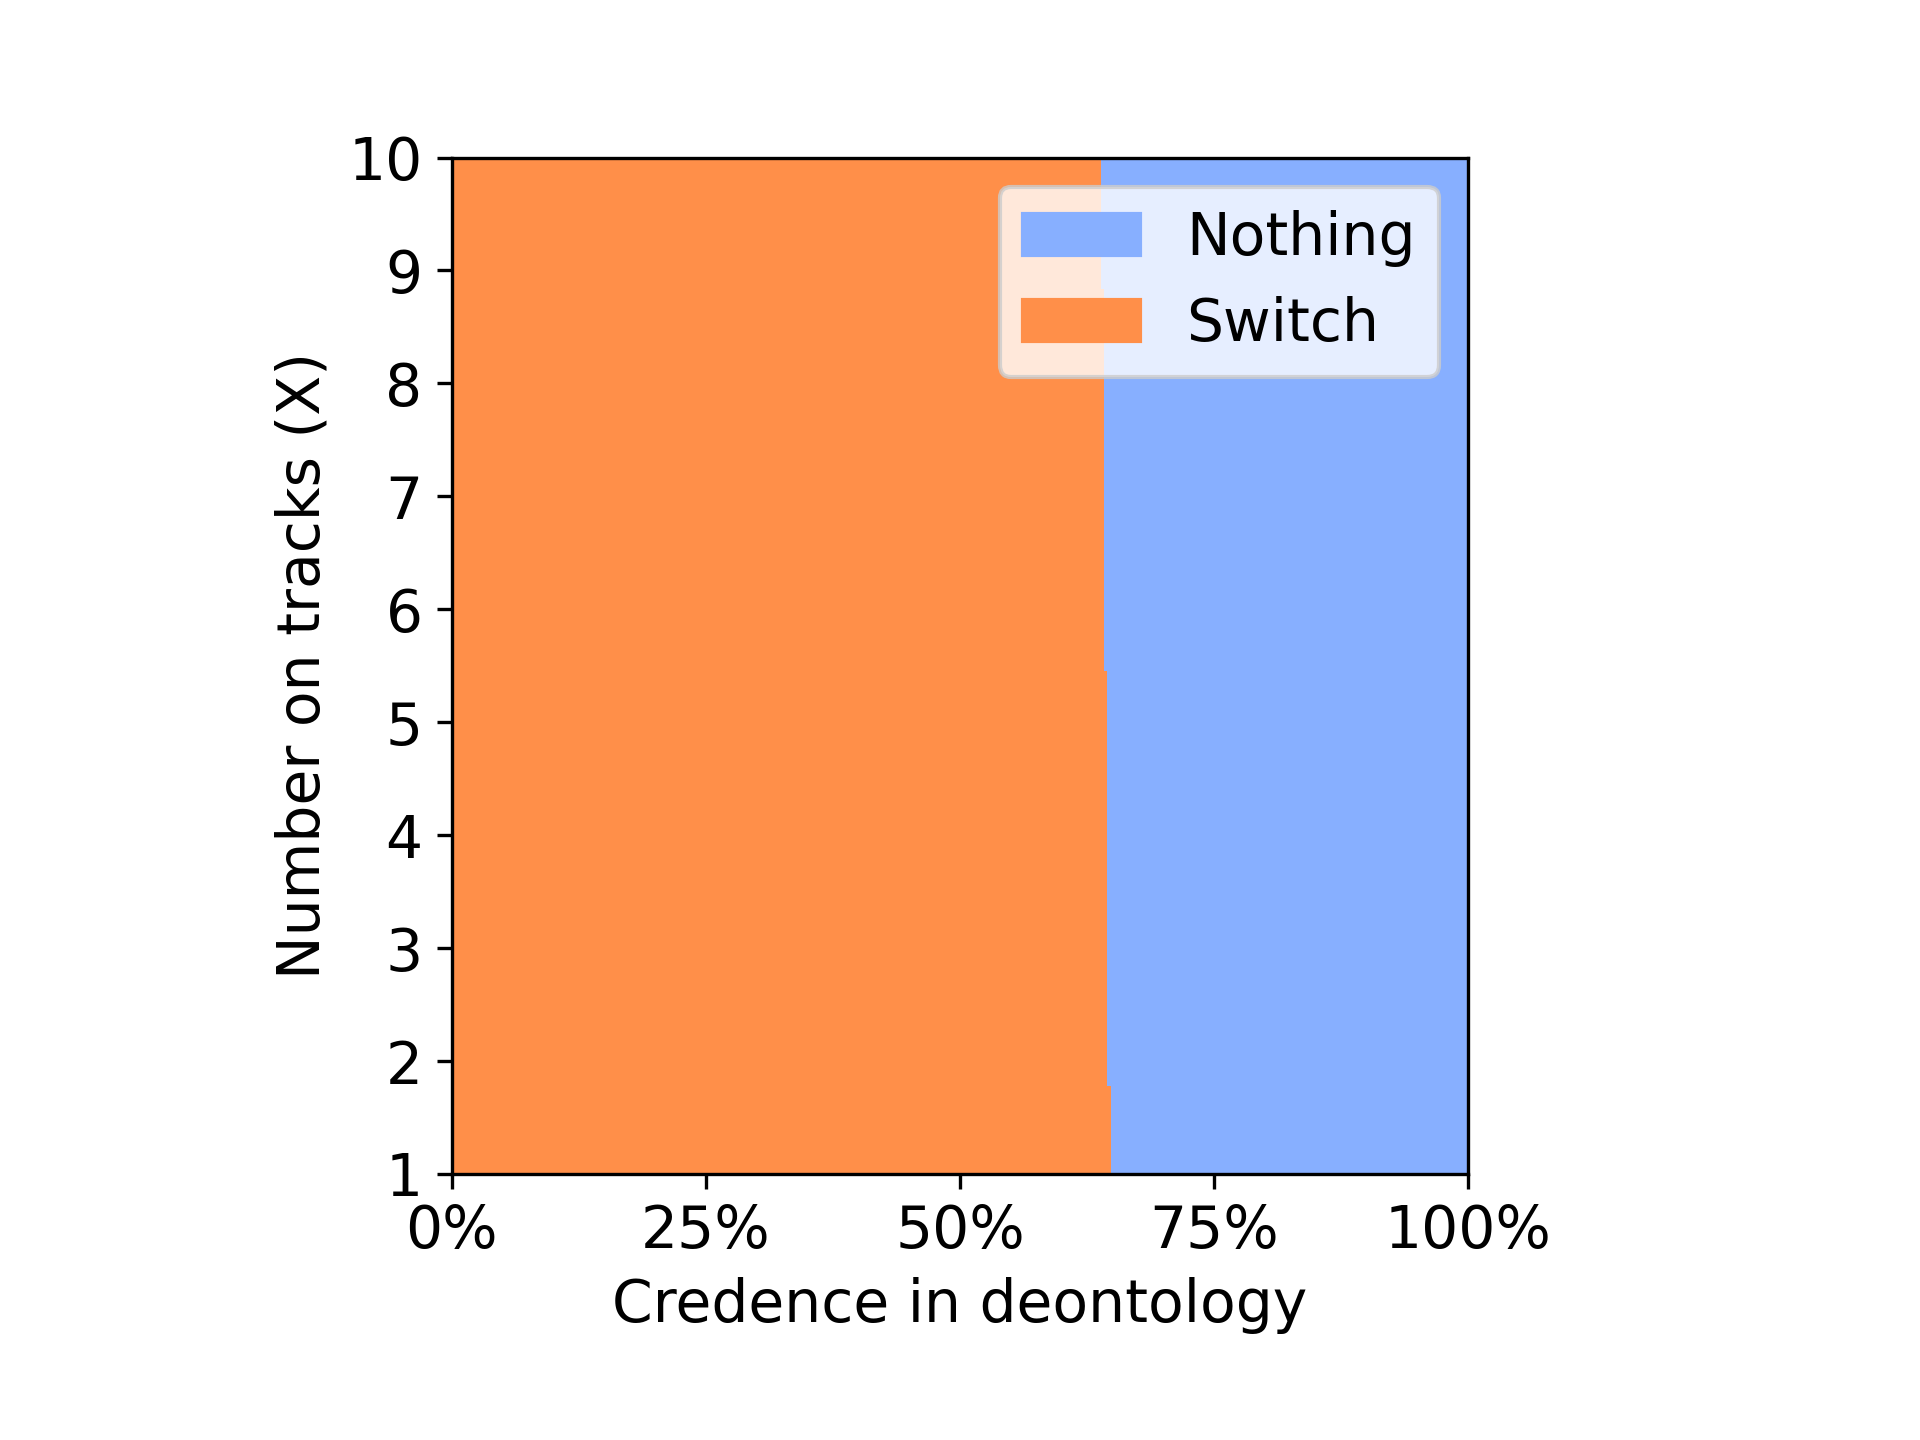 10
9
8
7
6
5
4
3
2
1
Number on tracks (X)
Nothing
Switch
0% 25% 50% 75% 100%
Credence in deontology